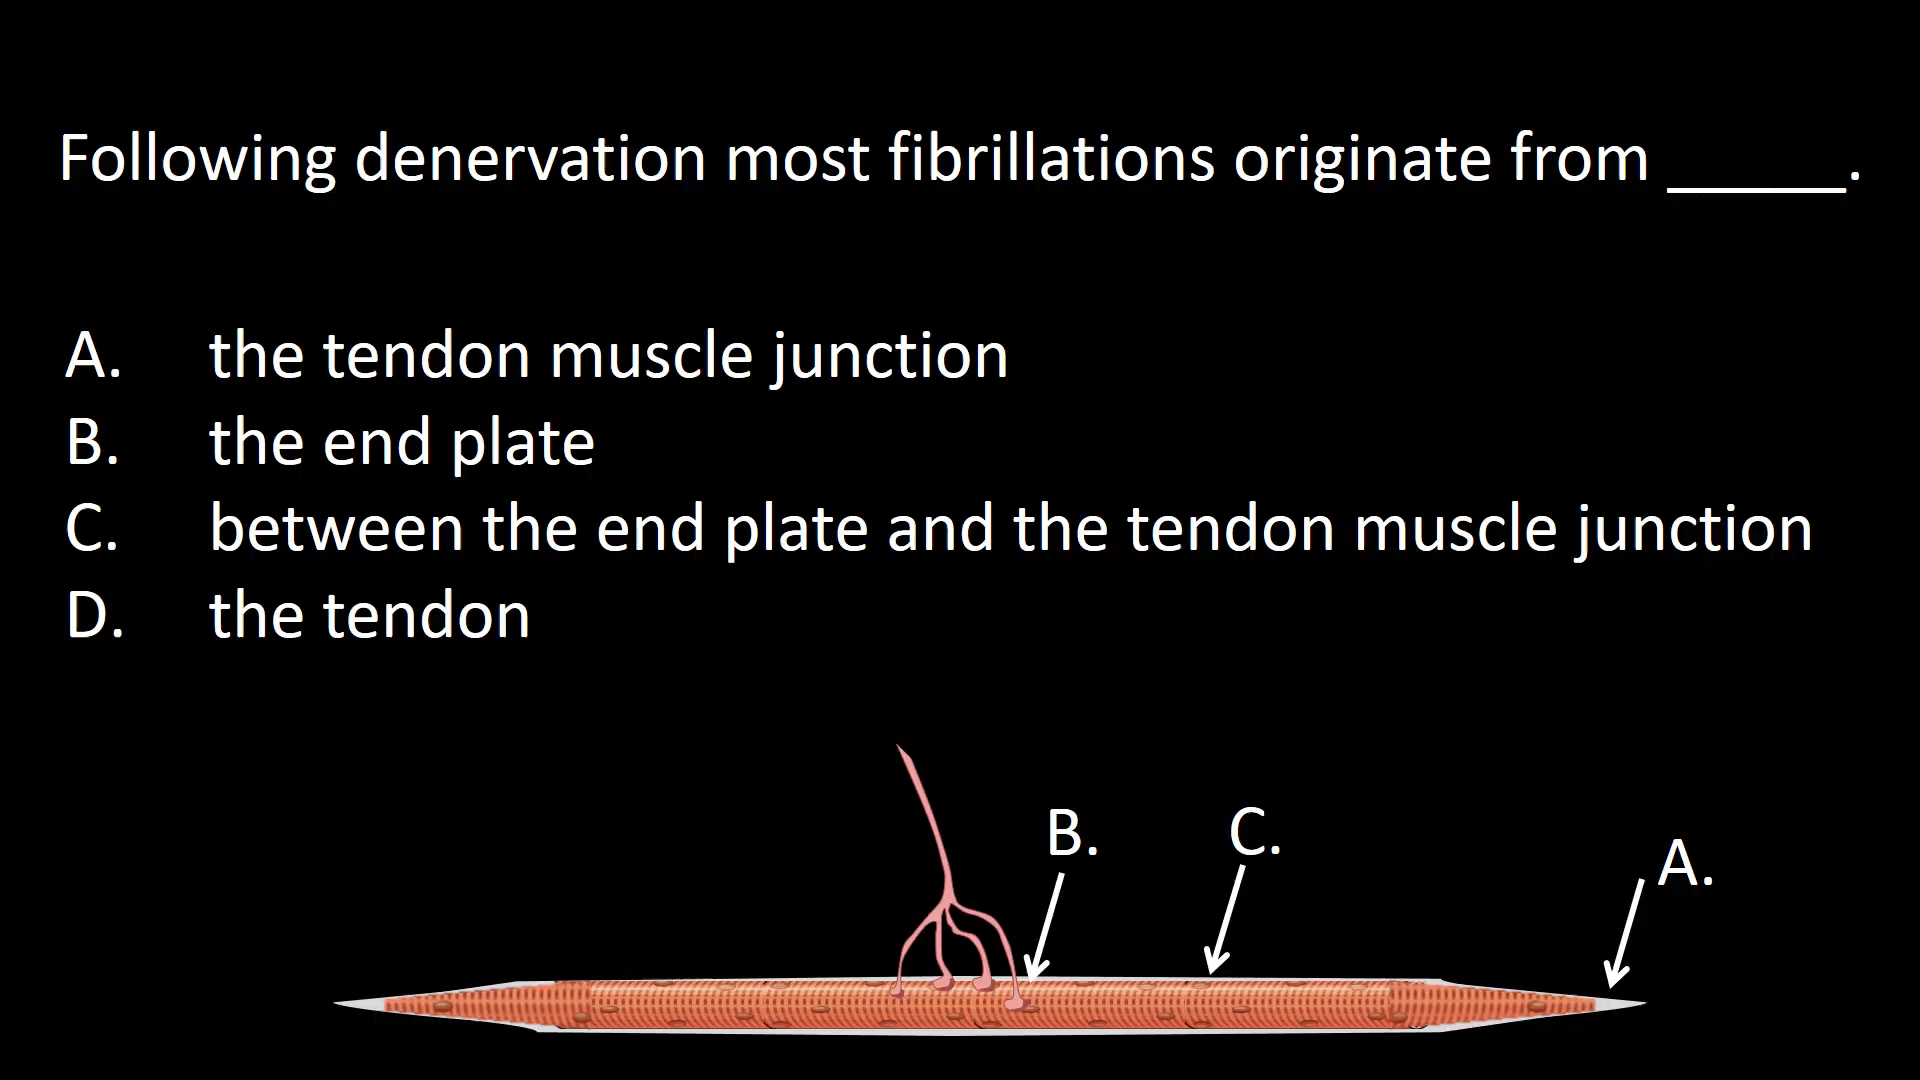 Following denervation most fibrillations originate from _____.
A. the tendon muscle junction
B. the end plate
C. between the end plate and the tendon muscle junction
D. the tendon
B.
C.
A.